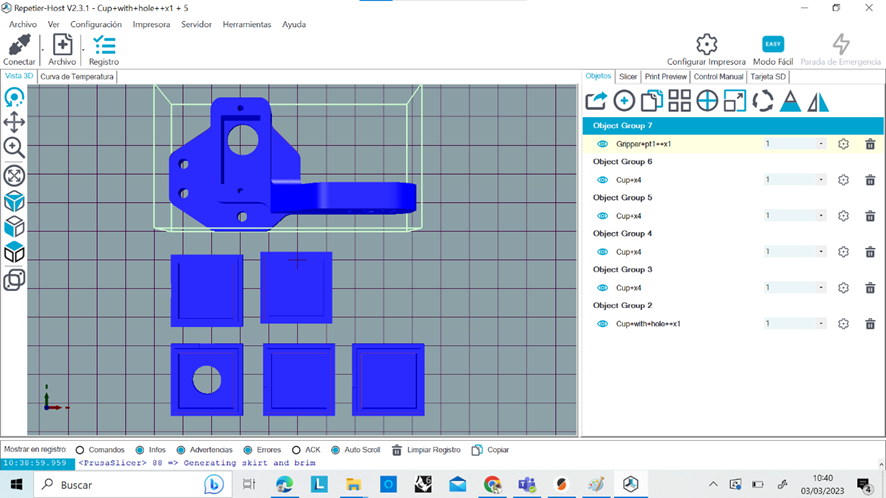 Repetier-Host V2.3.1 - Cup+with+hole++x1 + 5
Archivo Ver Configuración Impresora Servidor Herramientas Ayuda
Conectar Archivo Registro Configurar Impresora EASY Modo Fácil Parada de Emergencia
Vista 3D Curva de Temperatura Objetos Slicer Print Preview Control Manual Tarjeta SD
Object Group 7
Gripper+pt1++x1 1
Object Group 6
Cup+x4 1
Object Group 5
Cup+x4 1
Object Group 4
Cup+x4 1
Object Group 3
Cup+x4 1
Object Group 2
Cup+with+hole++x1 1
Mostrar en registro: Comandos Infos Advertencias Errores ACK Auto Scroll Limpiar Registro Copiar
10:38:59.959 <PrusaSlicer> 88 => Generating skirt and brim
Buscar
10:40
03/03/2023
4